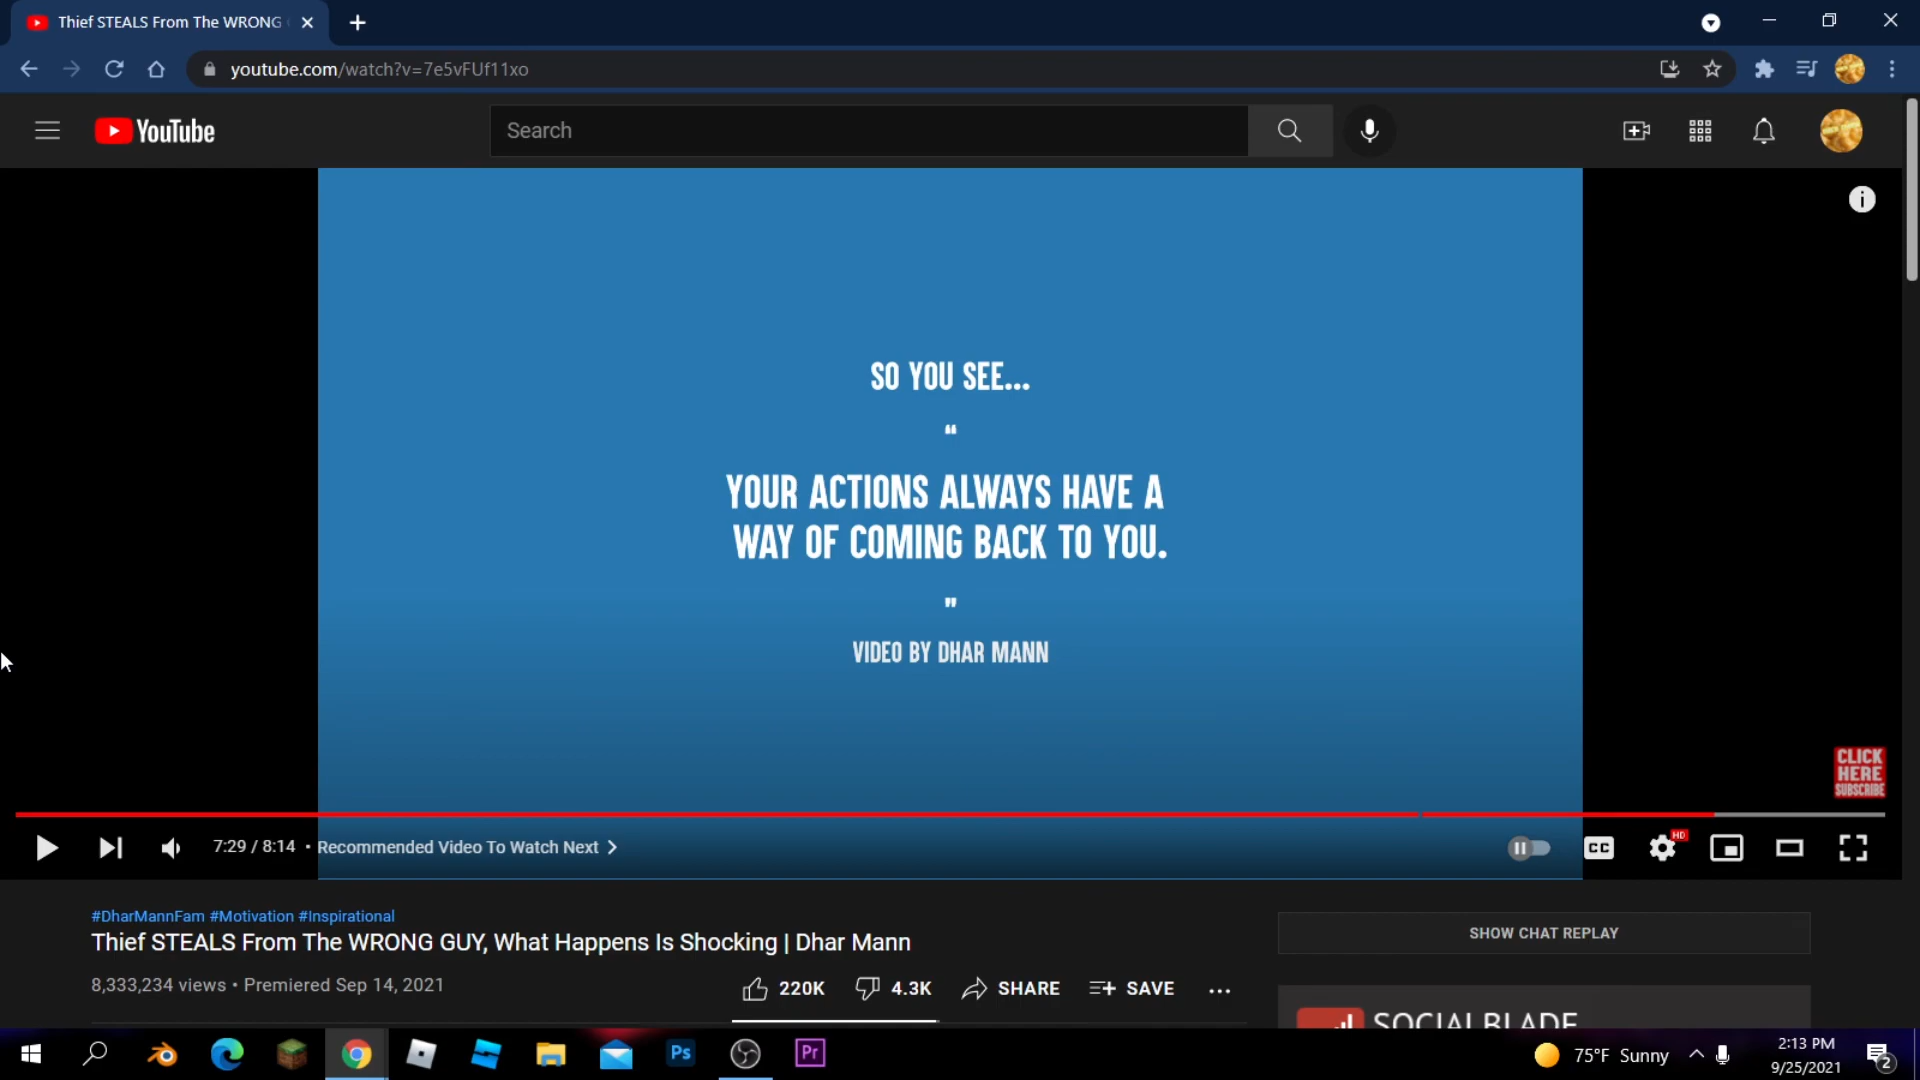 Thief STEALS From The WRONG
youtube.com/watch?v=7e5vFUf11xo
YouTube
Search
SO YOU SEE...
“
YOUR ACTIONS ALWAYS HAVE A
WAY OF COMING BACK TO YOU.
”
VIDEO BY DHAR MANN
CLICK
HERE
SUBSCRIBE
7:29 / 8:14 • Recommended Video To Watch Next
CC
HD
#DharMannFam #Motivation #Inspirational
Thief STEALS From The WRONG GUY, What Happens Is Shocking | Dhar Mann
8,333,234 views • Premiered Sep 14, 2021
220K
4.3K
SHARE
SAVE
SHOW CHAT REPLAY
SOCIALBLADE
Ps
Pr
75°F Sunny
2:13 PM
9/25/2021
2